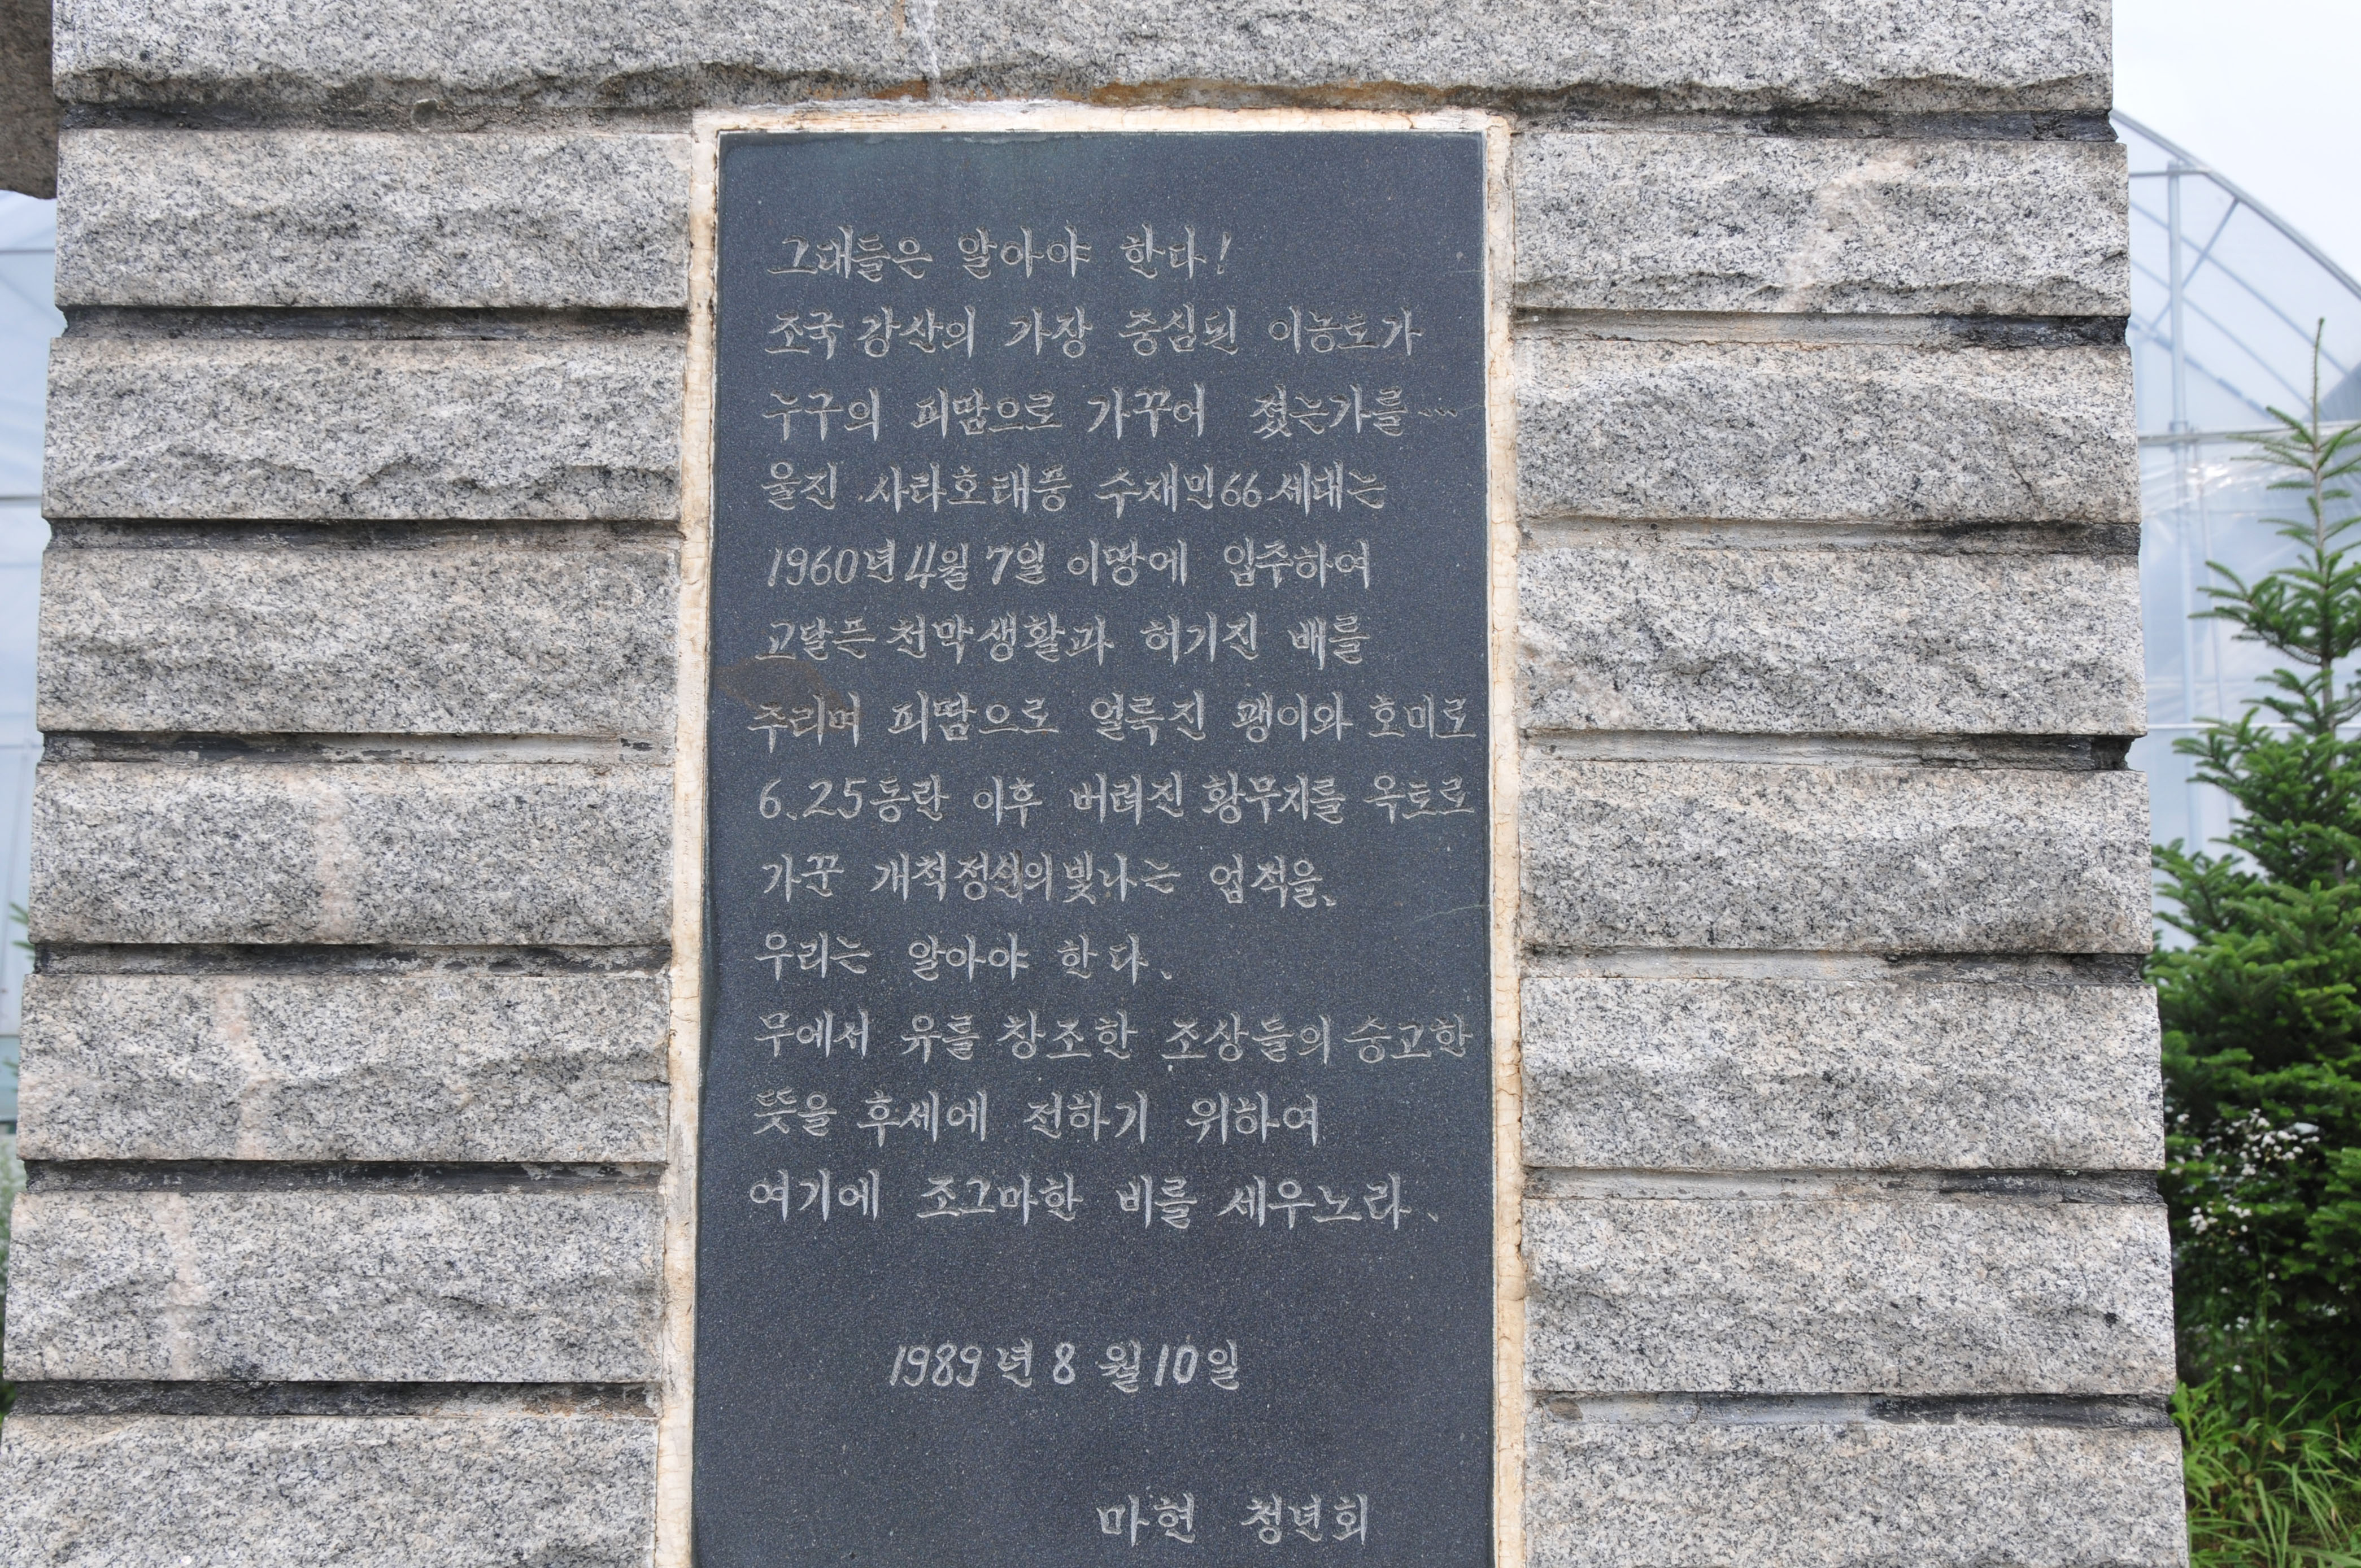 그대들은 알아야 한다!
조국 강산의 가장 중심된 이농토가
누구의 피땀으로 가꾸어 졌는가를…
울진 사라호태풍 수재민66세대는
1960년 4월 7일 이땅에 입주하여
고달픈 천막생활과 허기진 배를
주리며 피땀으로 얼룩진 괭이와 호미로
6.25동란 이후 버려진 황무지를 옥토로
가꾼 개척정신의 빛나는 업적을.
우리는 알아야 한다.
무에서 유를 창조한 조상들의 숭고한
뜻을 후세에 전하기 위하여
여기에 조그마한 비를 세우노라.
1989년 8월 10일
마현 청년회